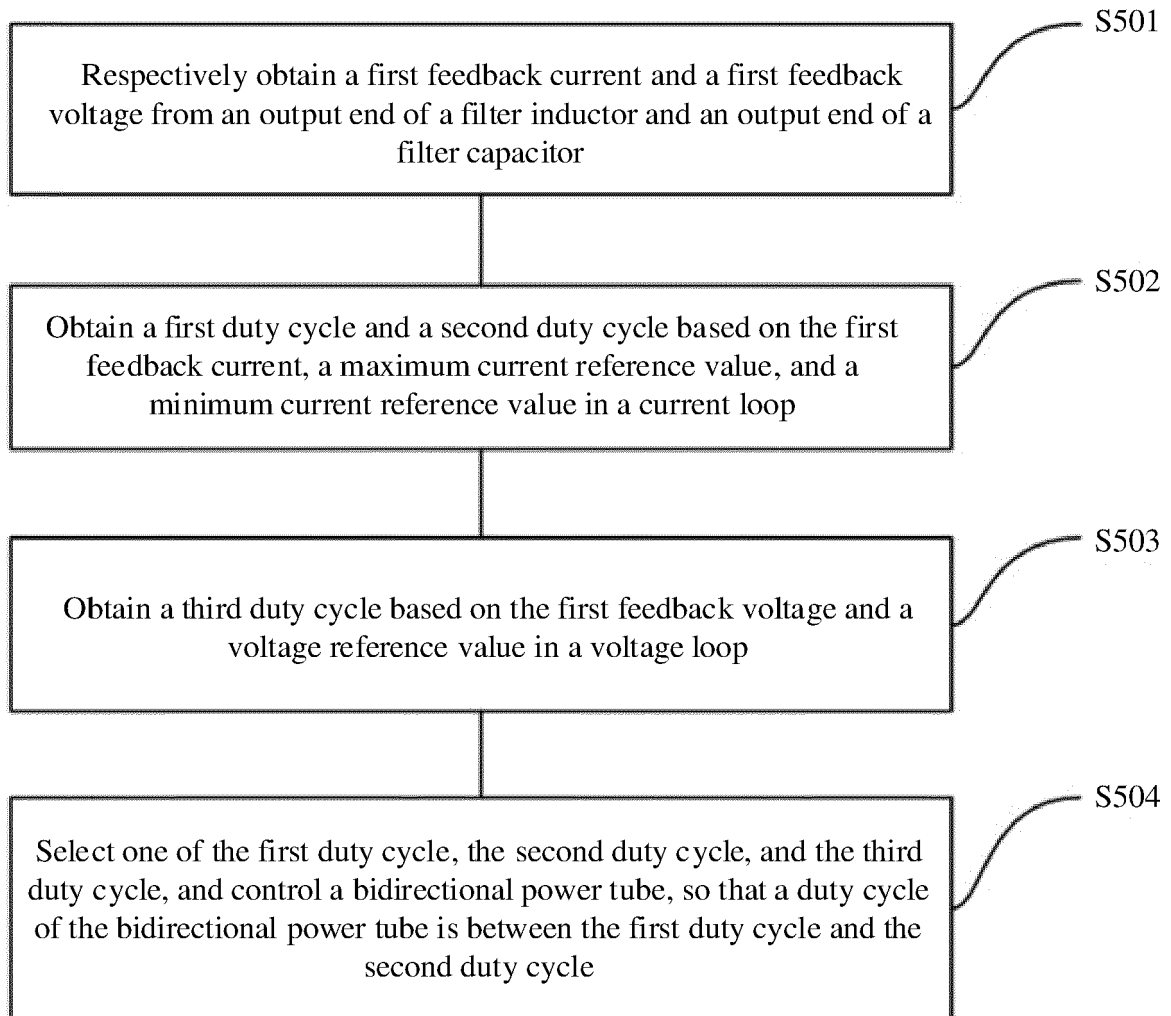 S501
Respectively obtain a first feedback current and a first feedback
voltage from an output end of a filter inductor and an output end of a
filter capacitor
S502
Obtain a first duty cycle and a second duty cycle based on the first
feedback current, a maximum current reference value, and a
minimum current reference value in a current loop
S503
Obtain a third duty cycle based on the first feedback voltage and a
voltage reference value in a voltage loop
S504
Select one of the first duty cycle, the second duty cycle, and the third
duty cycle, and control a bidirectional power tube, so that a duty cycle
of the bidirectional power tube is between the first duty cycle and the
second duty cycle